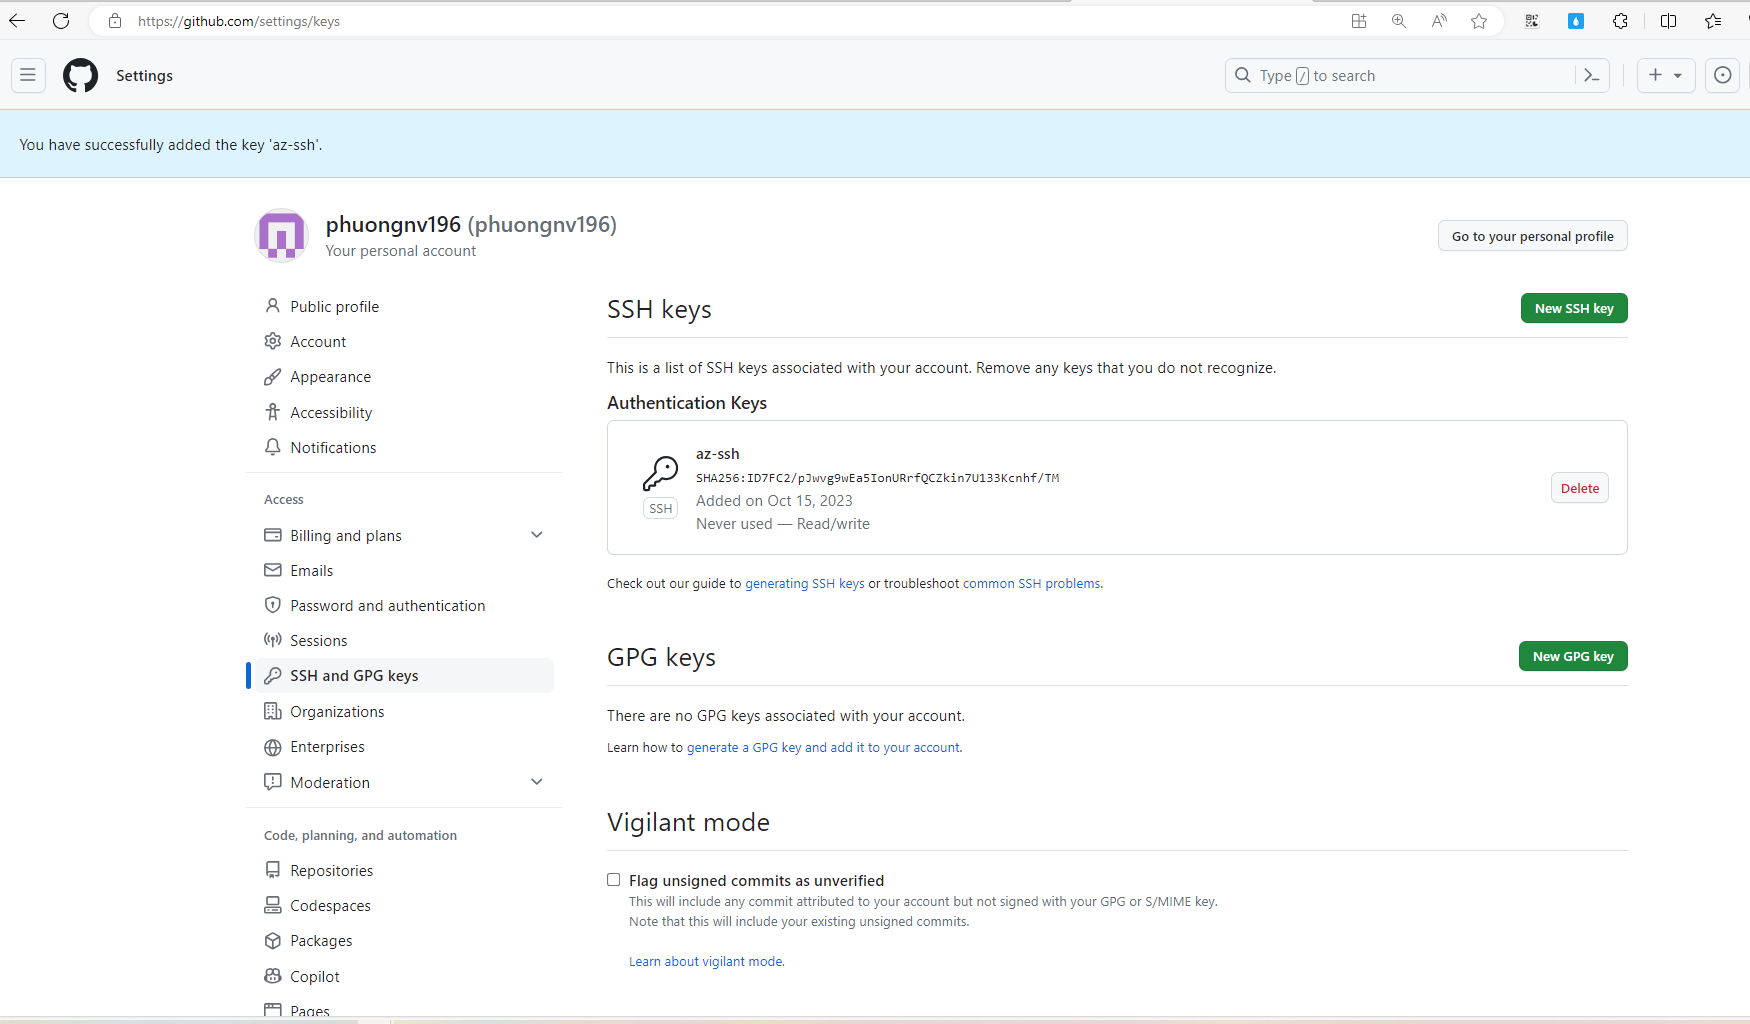 https://github.com/settings/keys
Settings
Type / to search
You have successfully added the key 'az-ssh'.
phuongnv196 (phuongnv196)
Your personal account
Go to your personal profile
Public profile
Account
Appearance
Accessibility
Notifications
Access
Billing and plans
Emails
Password and authentication
Sessions
SSH and GPG keys
Organizations
Enterprises
Moderation
Code, planning, and automation
Repositories
Codespaces
Packages
Copilot
Pages
SSH keys
New SSH key
This is a list of SSH keys associated with your account. Remove any keys that you do not recognize.
Authentication Keys
az-ssh
SHA256:ID7FC2/pJwvg9wEa5IonURrfQCZkin7U133Kcnhf/TM
Added on Oct 15, 2023
Never used — Read/write
SSH
Delete
Check out our guide to generating SSH keys or troubleshoot common SSH problems.
GPG keys
New GPG key
There are no GPG keys associated with your account.
Learn how to generate a GPG key and add it to your account.
Vigilant mode
Flag unsigned commits as unverified
This will include any commit attributed to your account but not signed with your GPG or S/MIME key.
Note that this will include your existing unsigned commits.
Learn about vigilant mode.